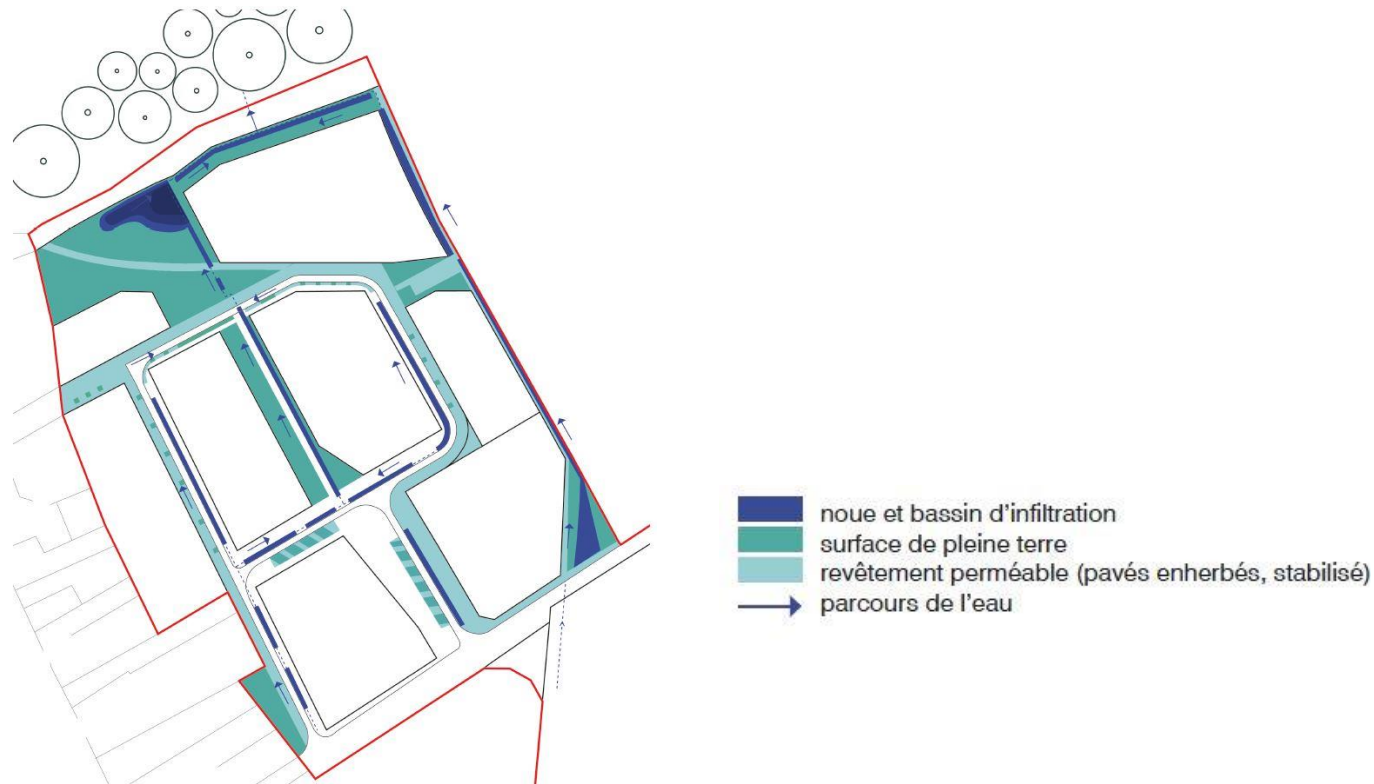 noue et bassin d'infiltration
surface de pleine terre
revêtement perméable (pavés enherbés, stabilisé)
parcours de l'eau